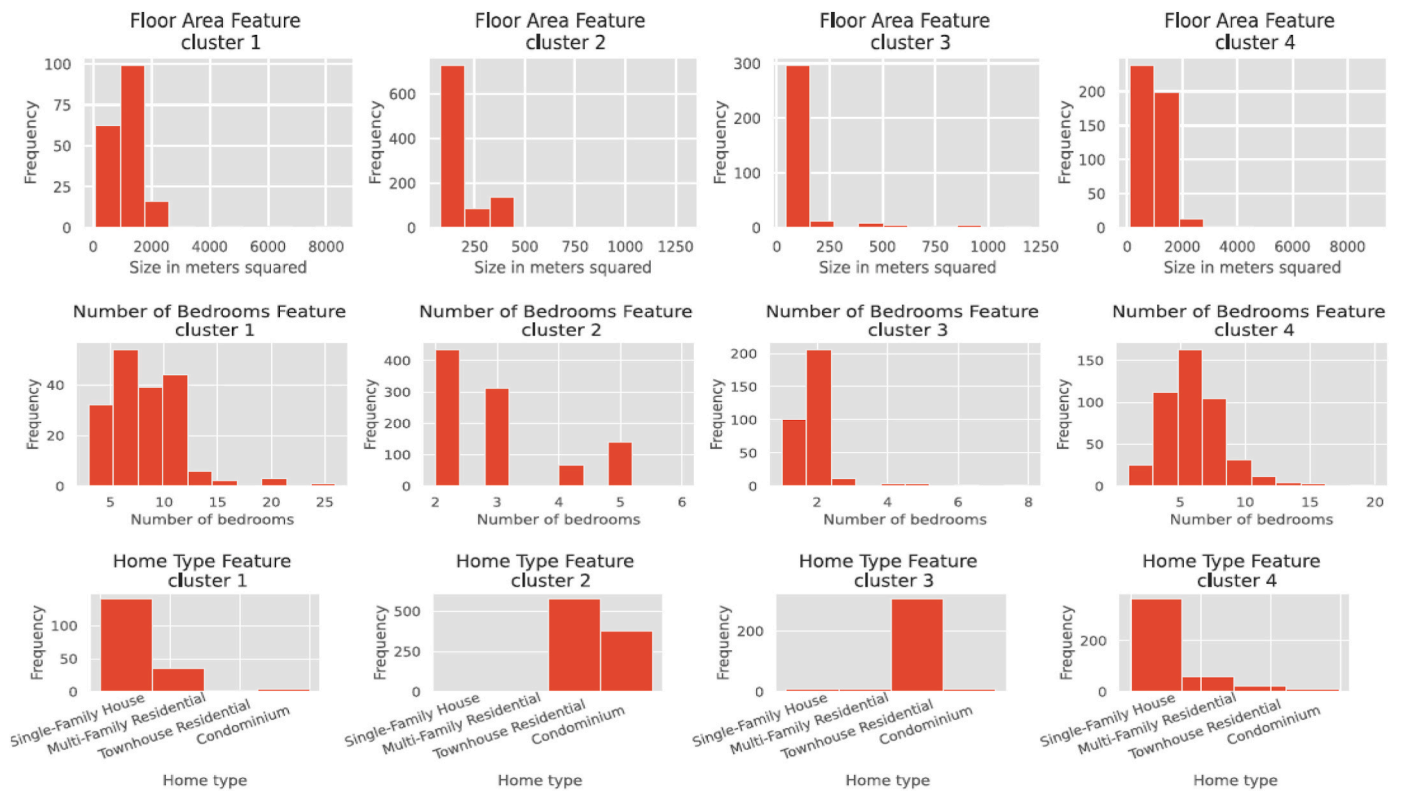 Floor Area Feature
cluster 1
Floor Area Feature
cluster 2
Floor Area Feature
cluster 3
Floor Area Feature
cluster 4
Frequency
100
75
50
25
0
0 2000 4000 6000 8000
Size in meters squared
Frequency
600
400
200
0
250 500 750 1000 1250
Size in meters squared
Frequency
300
200
100
0
0 250 500 750 1000 1250
Size in meters squared
Frequency
200
150
100
50
0
0 2000 4000 6000 8000
Size in meters squared
Number of Bedrooms Feature
cluster 1
Number of Bedrooms Feature
cluster 2
Number of Bedrooms Feature
cluster 3
Number of Bedrooms Feature
cluster 4
Frequency
40
20
0
5 10 15 20 25
Number of bedrooms
Frequency
400
300
200
100
0
2 3 4 5 6
Number of bedrooms
Frequency
200
150
100
50
0
2 4 6 8
Number of bedrooms
Frequency
150
100
50
0
5 10 15 20
Number of bedrooms
Home Type Feature
cluster 1
Home Type Feature
cluster 2
Home Type Feature
cluster 3
Home Type Feature
cluster 4
Frequency
100
50
0
Single-Family House
Multi-Family Residential
Townhouse Residential
Condominium
Home type
Frequency
500
250
0
Single-Family House
Multi-Family Residential
Townhouse Residential
Condominium
Home type
Frequency
200
0
Single-Family House
Multi-Family Residential
Townhouse Residential
Condominium
Home type
Frequency
200
0
Single-Family House
Multi-Family Residential
Townhouse Residential
Condominium
Home type